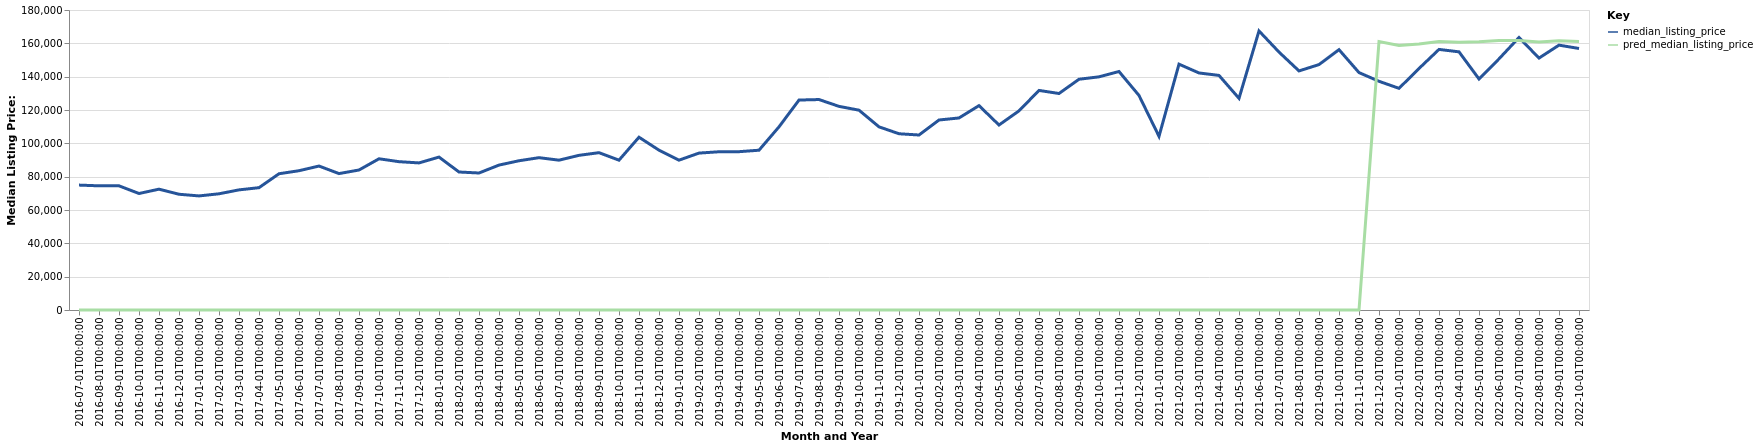 180,000
160,000
140,000
120,000
100,000
80,000
60,000
40,000
20,000
0
Median Listing Price:
2016-07-01T00:00:00
2016-08-01T00:00:00
2016-09-01T00:00:00
2016-10-01T00:00:00
2016-11-01T00:00:00
2016-12-01T00:00:00
2017-01-01T00:00:00
2017-02-01T00:00:00
2017-03-01T00:00:00
2017-04-01T00:00:00
2017-05-01T00:00:00
2017-06-01T00:00:00
2017-07-01T00:00:00
2017-08-01T00:00:00
2017-09-01T00:00:00
2017-10-01T00:00:00
2017-11-01T00:00:00
2017-12-01T00:00:00
2018-01-01T00:00:00
2018-02-01T00:00:00
2018-03-01T00:00:00
2018-04-01T00:00:00
2018-05-01T00:00:00
2018-06-01T00:00:00
2018-07-01T00:00:00
2018-08-01T00:00:00
2018-09-01T00:00:00
2018-10-01T00:00:00
2018-11-01T00:00:00
2018-12-01T00:00:00
2019-01-01T00:00:00
2019-02-01T00:00:00
2019-03-01T00:00:00
2019-04-01T00:00:00
2019-05-01T00:00:00
2019-06-01T00:00:00
2019-07-01T00:00:00
2019-08-01T00:00:00
2019-09-01T00:00:00
2019-10-01T00:00:00
2019-11-01T00:00:00
2019-12-01T00:00:00
2020-01-01T00:00:00
2020-02-01T00:00:00
2020-03-01T00:00:00
2020-04-01T00:00:00
2020-05-01T00:00:00
2020-06-01T00:00:00
2020-07-01T00:00:00
2020-08-01T00:00:00
2020-09-01T00:00:00
2020-10-01T00:00:00
2020-11-01T00:00:00
2020-12-01T00:00:00
2021-01-01T00:00:00
2021-02-01T00:00:00
2021-03-01T00:00:00
2021-04-01T00:00:00
2021-05-01T00:00:00
2021-06-01T00:00:00
2021-07-01T00:00:00
2021-08-01T00:00:00
2021-09-01T00:00:00
2021-10-01T00:00:00
2021-11-01T00:00:00
2021-12-01T00:00:00
2022-01-01T00:00:00
2022-02-01T00:00:00
2022-03-01T00:00:00
2022-04-01T00:00:00
2022-05-01T00:00:00
2022-06-01T00:00:00
2022-07-01T00:00:00
2022-08-01T00:00:00
2022-09-01T00:00:00
2022-10-01T00:00:00
Month and Year
Key
median_listing_price
pred_median_listing_price